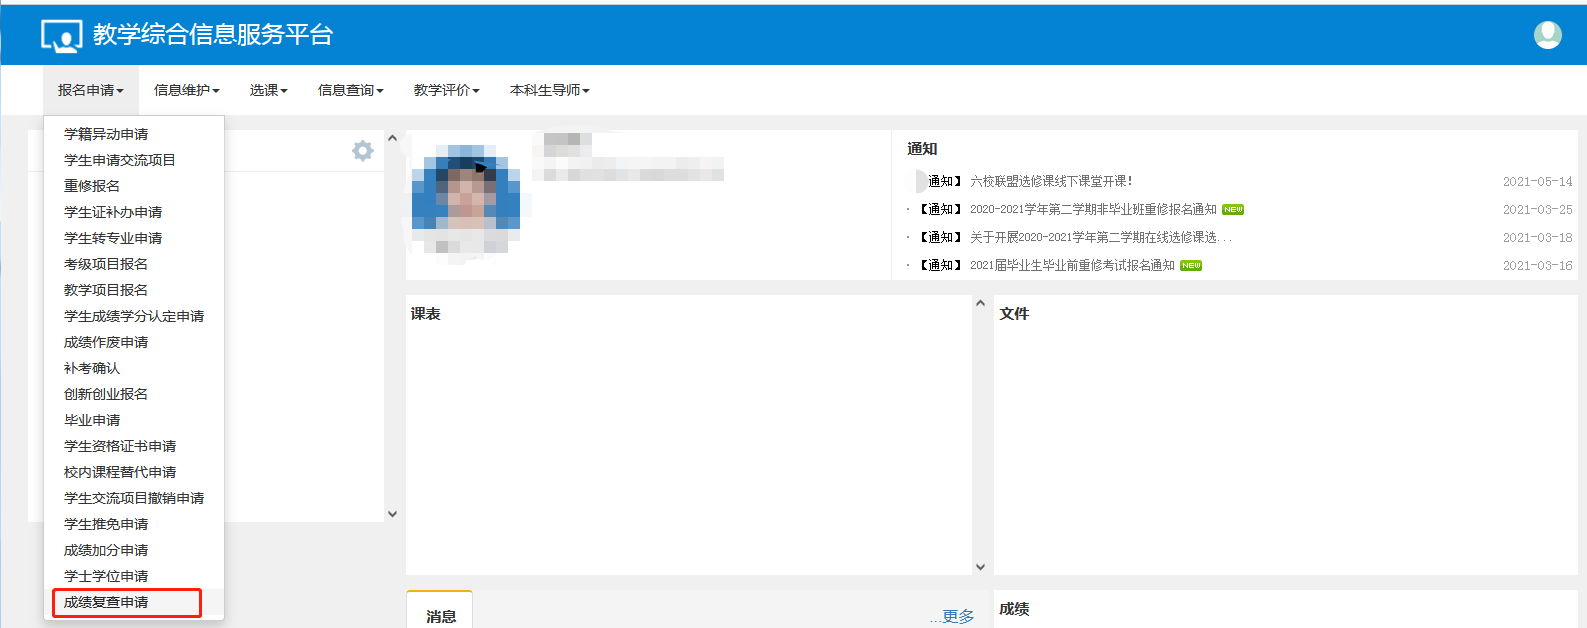 教学综合信息服务平台
报名申请 信息维护 选课 信息查询 教学评价 本科生导师
学籍异动申请
学生申请交流项目
重修报名
学生证补办申请
学生转专业申请
考级项目报名
教学项目报名
学生成绩学分认定申请
成绩作废申请
补考确认
创新创业报名
毕业申请
学生资格证书申请
校内课程替代申请
学生交流项目撤销申请
学生推免申请
成绩加分申请
学士学位申请
成绩复查申请
通知
通知】 六校联盟选修课线下课堂开课! 2021-05-14
· 【通知】 2020-2021学年第二学期非毕业班重修报名通知 NEW 2021-03-25
· 【通知】 关于开展2020-2021学年第二学期在线选修课选... 2021-03-18
· 【通知】 2021届毕业生毕业前重修考试报名通知 NEW 2021-03-16
课表
文件
消息
...更多
成绩